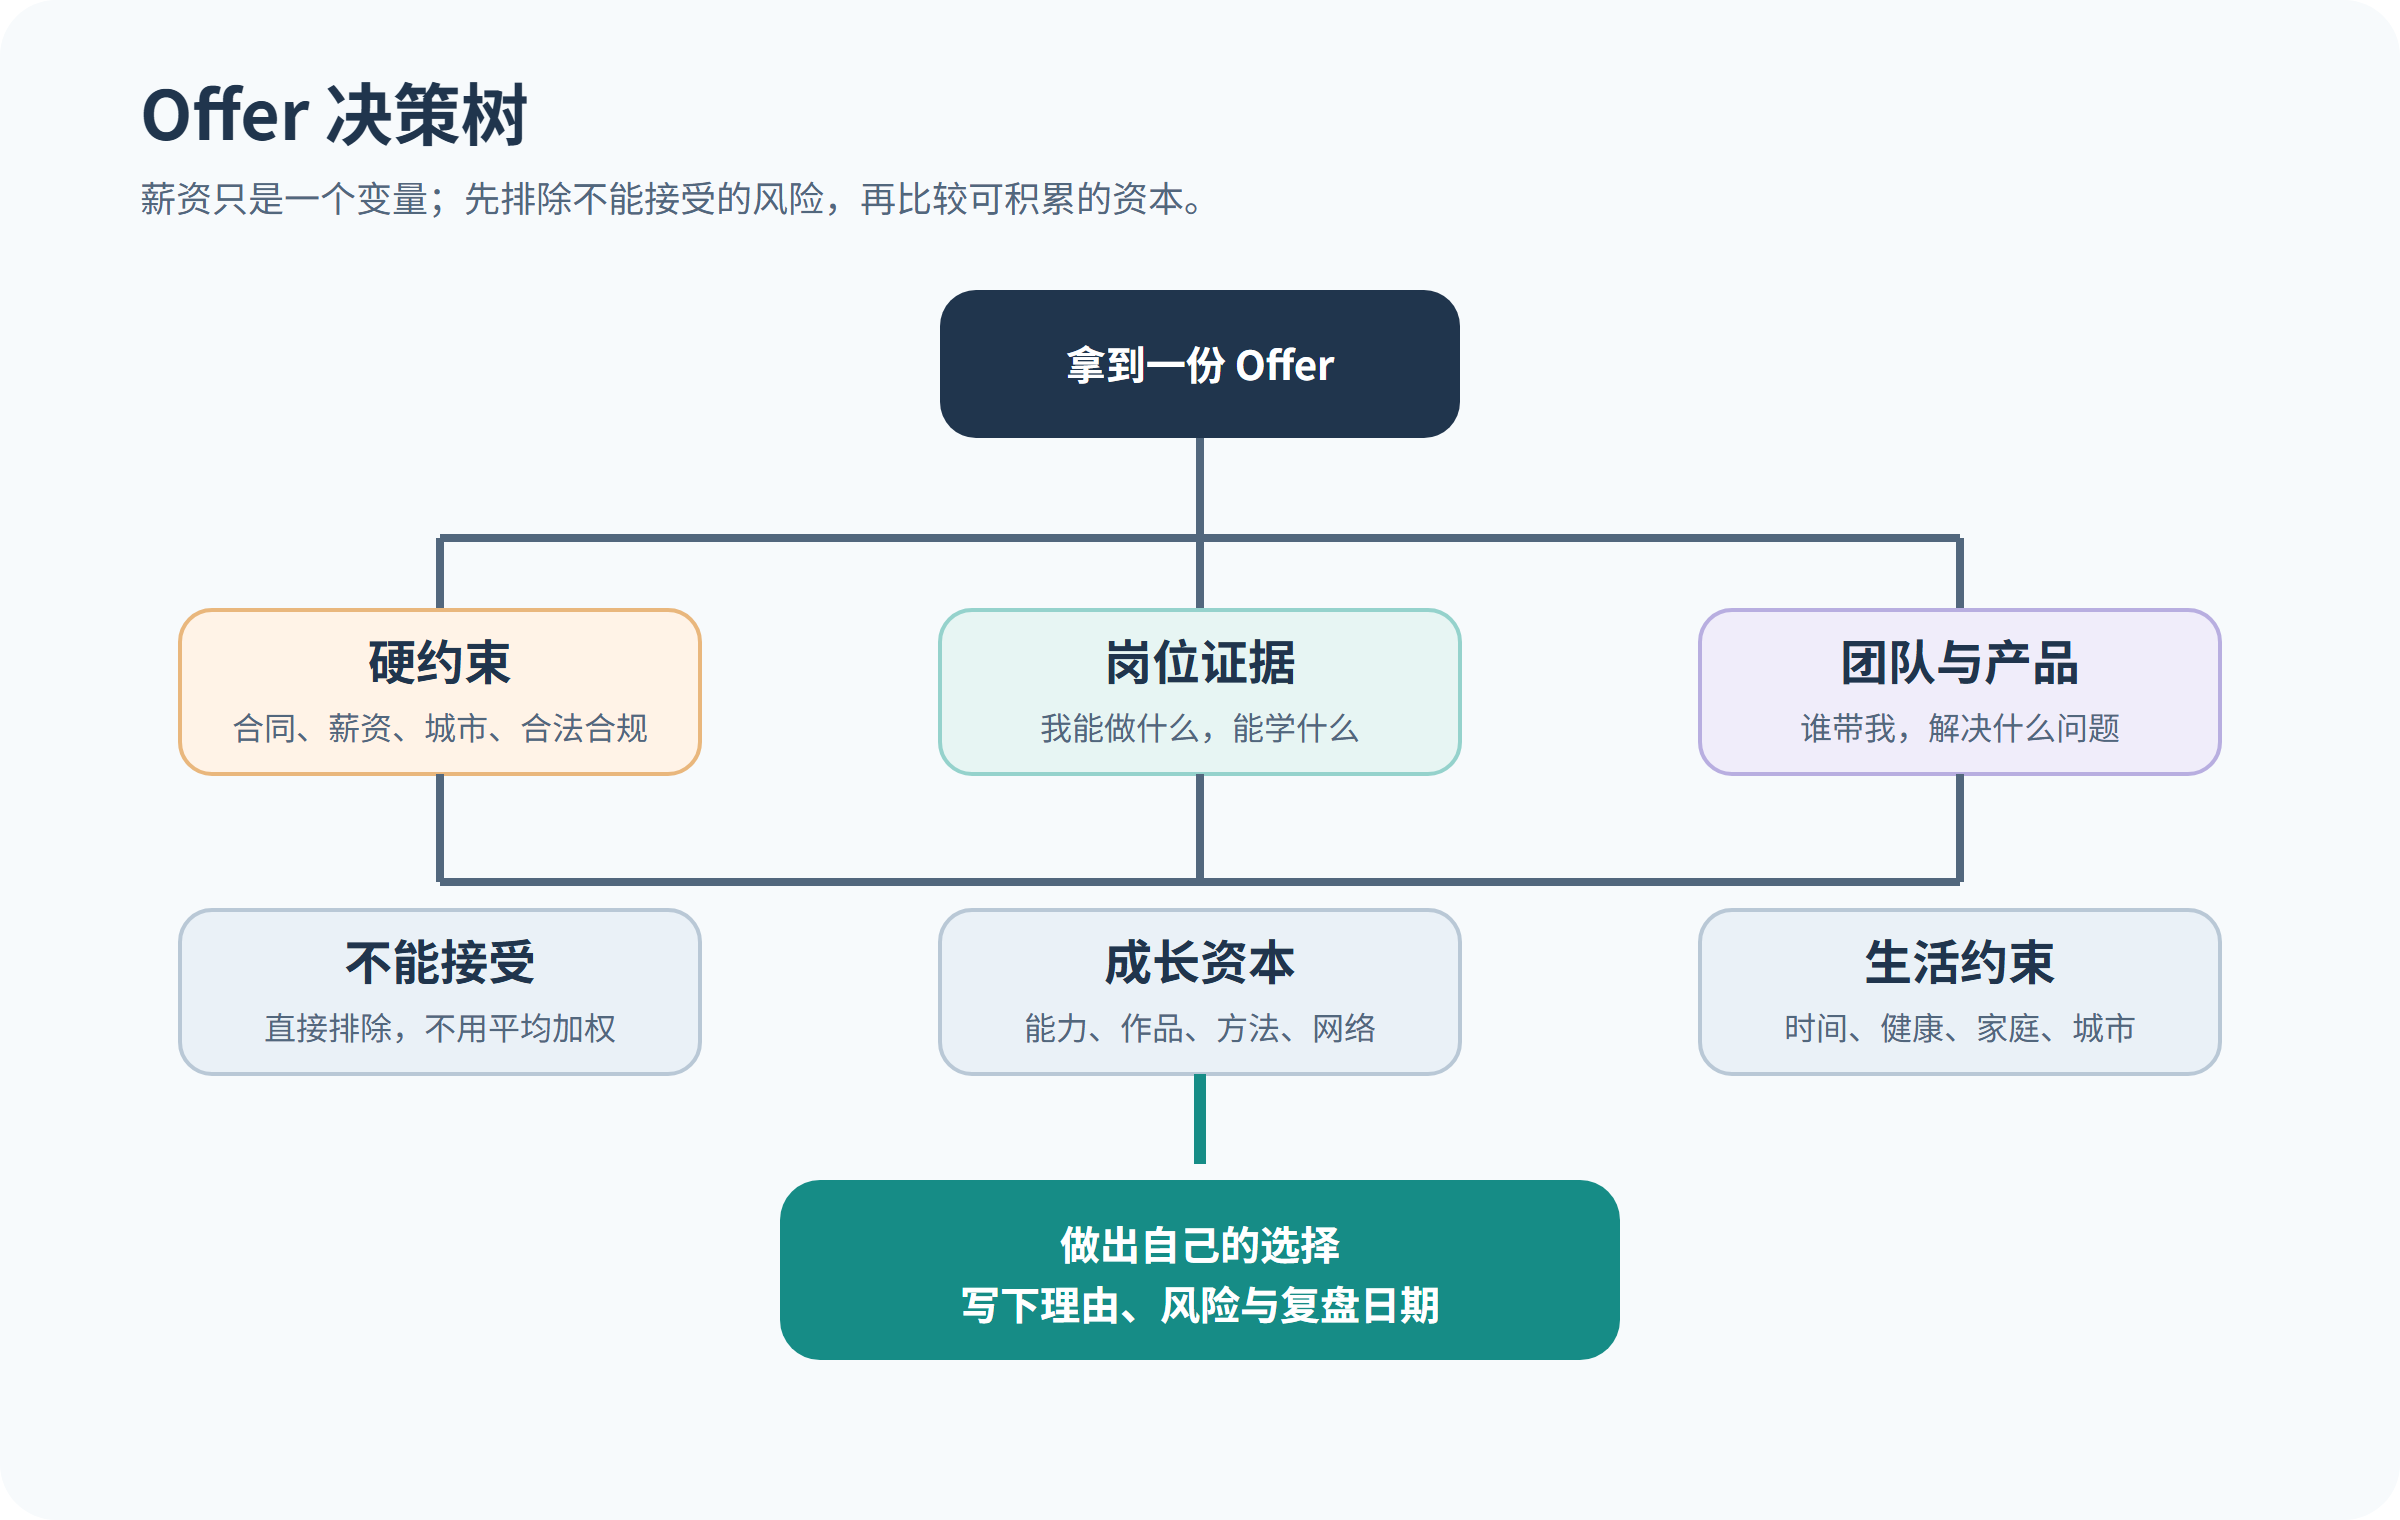 Offer 决策树
薪资只是一个变量；先排除不能接受的风险，再比较可积累的资本。
拿到一份 Offer
硬约束
合同、薪资、城市、合法合规
岗位证据
我能做什么，能学什么
团队与产品
谁带我，解决什么问题
不能接受
直接排除，不用平均加权
成长资本
能力、作品、方法、网络
生活约束
时间、健康、家庭、城市
做出自己的选择
写下理由、风险与复盘日期